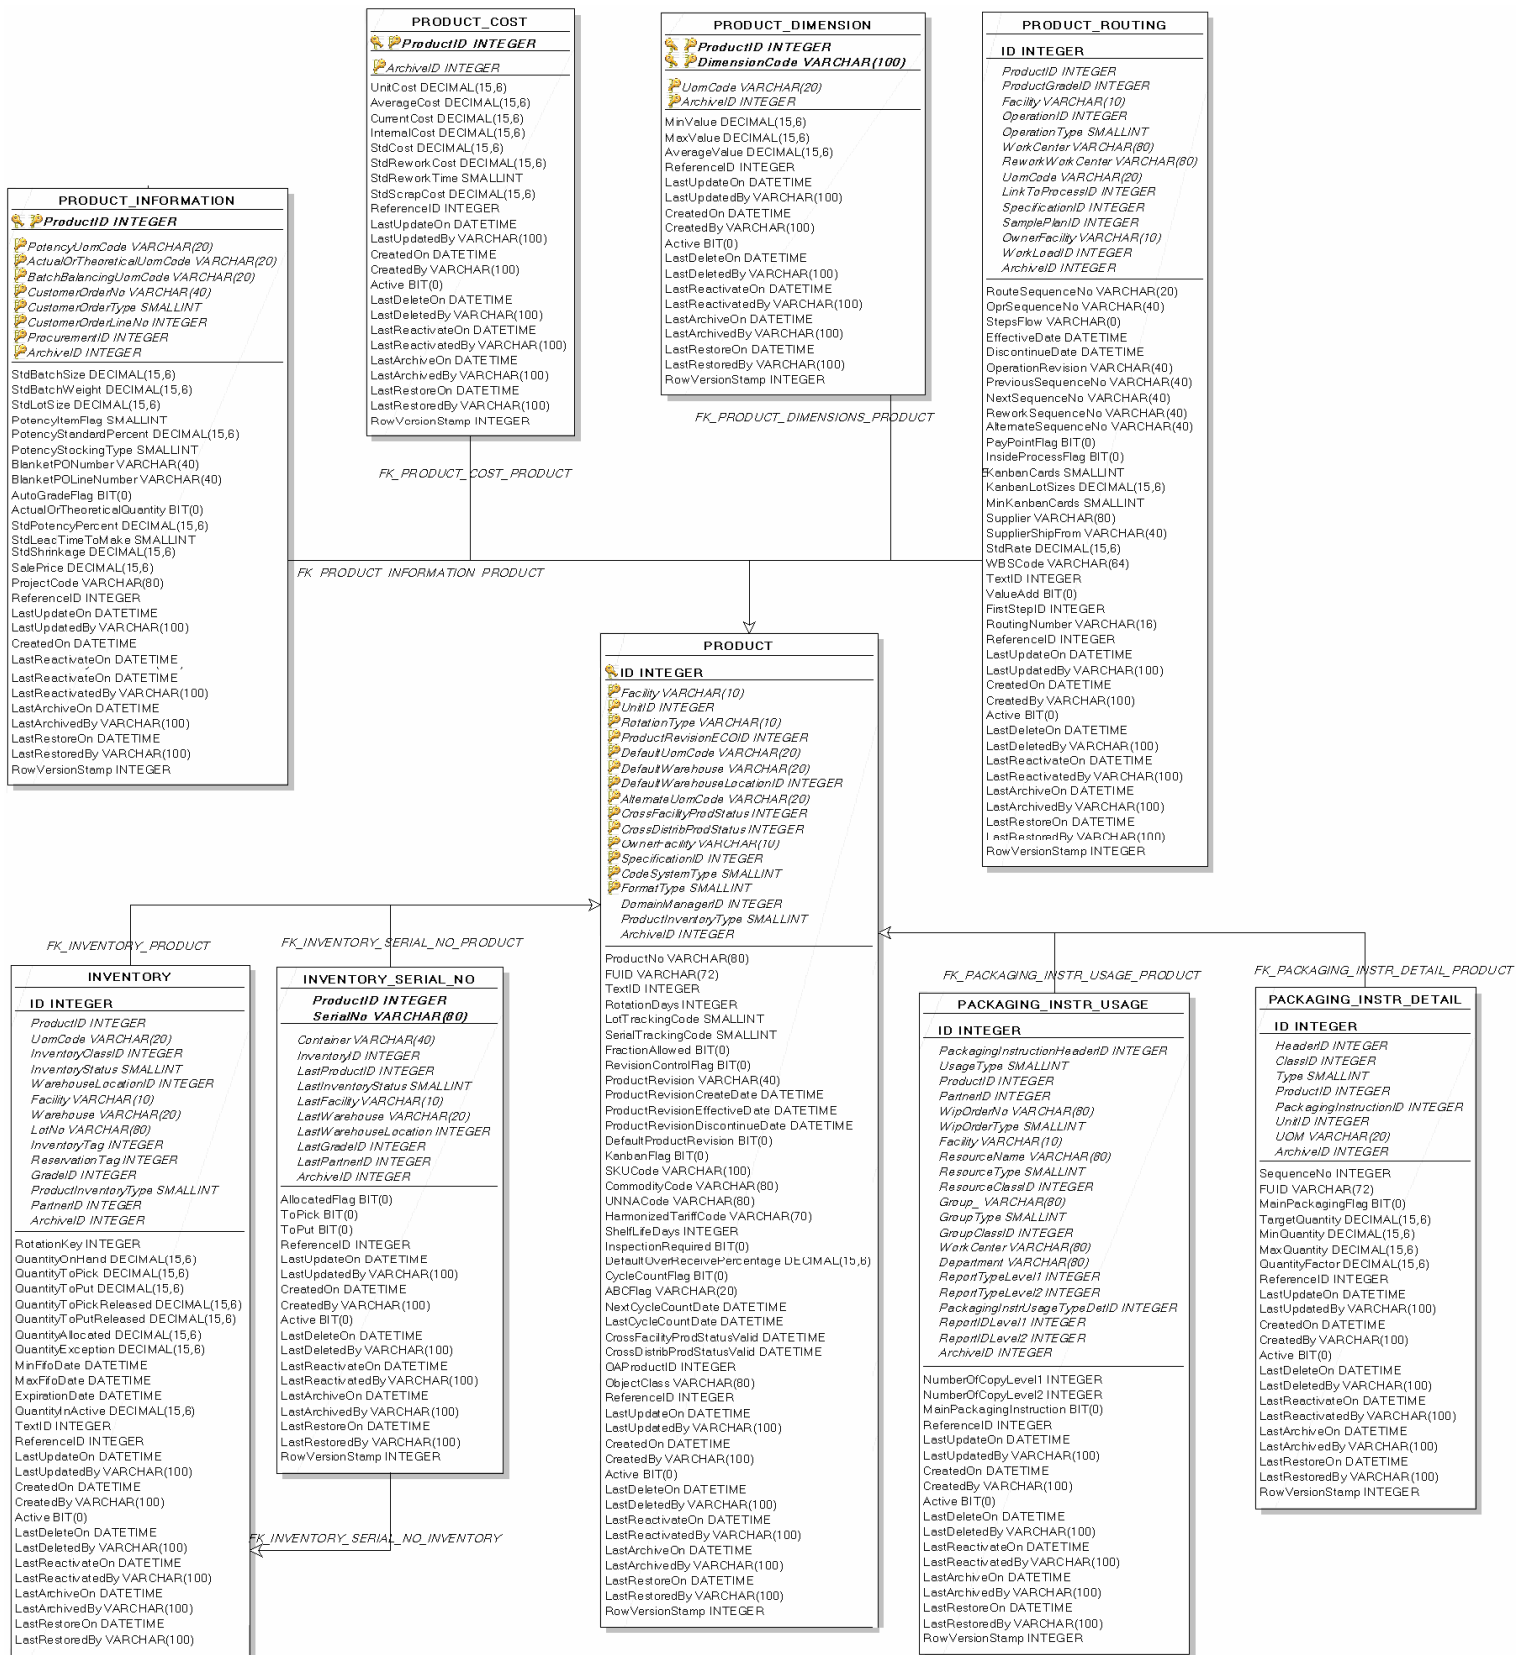 PRODUCT_COST
ProductID INTEGER
ArchiveID INTEGER
UnitCost DECIMAL(15,6)
AverageCost DECIMAL(15,6)
CurrentCost DECIMAL(15,6)
InternalCost DECIMAL(15,6)
StdCost DECIMAL(15,6)
StdReworkCost DECIMAL(15,6)
StdReworkTime SMALLINT
StdScrapCost DECIMAL(15,6)
ReferenceID INTEGER
LastUpdateOn DATETIME
LastUpdatedBy VARCHAR(100)
CreatedOn DATETIME
CreatedBy VARCHAR(100)
Active BIT(0)
LastDeleteOn DATETIME
LastDeletedBy VARCHAR(100)
LastReactivateOn DATETIME
LastReactivatedBy VARCHAR(100)
LastArchiveOn DATETIME
LastArchivedBy VARCHAR(100)
LastRestoreOn DATETIME
LastRestoredBy VARCHAR(100)
RowVersionStamp INTEGER
FK_PRODUCT_COST_PRODUCT
PRODUCT_DIMENSION
ProductID INTEGER
DimensionCode VARCHAR(100)
UomCode VARCHAR(20)
ArchiveID INTEGER
MinValue DECIMAL(15,6)
MaxValue DECIMAL(15,6)
AverageValue DECIMAL(15,6)
ReferenceID INTEGER
LastUpdateOn DATETIME
LastUpdatedBy VARCHAR(100)
CreatedOn DATETIME
CreatedBy VARCHAR(100)
Active BIT(0)
LastDeleteOn DATETIME
LastDeletedBy VARCHAR(100)
LastReactivateOn DATETIME
LastReactivatedBy VARCHAR(100)
LastArchiveOn DATETIME
LastArchivedBy VARCHAR(100)
LastRestoreOn DATETIME
LastRestoredBy VARCHAR(100)
RowVersionStamp INTEGER
FK_PRODUCT_DIMENSIONS_PRODUCT
PRODUCT_ROUTING
ID INTEGER
ProductID INTEGER
ProductGradeID INTEGER
Facility VARCHAR(10)
OperationID INTEGER
OperationType SMALLINT
WorkCenter VARCHAR(80)
ReworkWorkCenter VARCHAR(80)
UomCode VARCHAR(20)
LinkToProcessID INTEGER
SpecificationID INTEGER
SamplePlanID INTEGER
OwnerFacility VARCHAR(10)
WorkLoadID INTEGER
ArchiveID INTEGER
RouteSequenceNo VARCHAR(20)
OprSequenceNo VARCHAR(40)
StepsFlow VARCHAR(0)
EffectiveDate DATETIME
DiscontinueDate DATETIME
OperationRevision VARCHAR(40)
PreviousSequenceNo VARCHAR(40)
NextSequenceNo VARCHAR(40)
ReworkSequenceNo VARCHAR(40)
AlternateSequenceNo VARCHAR(40)
PayPointFlag BIT(0)
InsideProcessFlag BIT(0)
KanbanCards SMALLINT
KanbanLotSizes DECIMAL(15,6)
MinKanbanCards SMALLINT
Supplier VARCHAR(80)
SupplierShipFrom VARCHAR(40)
StdRate DECIMAL(15,6)
WBSCode VARCHAR(64)
TextID INTEGER
ValueAdd BIT(0)
FirstStepID INTEGER
RoutingNumber VARCHAR(16)
ReferenceID INTEGER
LastUpdateOn DATETIME
LastUpdatedBy VARCHAR(100)
CreatedOn DATETIME
CreatedBy VARCHAR(100)
Active BIT(0)
LastDeleteOn DATETIME
LastDeletedBy VARCHAR(100)
LastReactivateOn DATETIME
LastReactivatedBy VARCHAR(100)
LastArchiveOn DATETIME
LastArchivedBy VARCHAR(100)
LastRestoreOn DATETIME
LastRestoredBy VARCHAR(100)
RowVersionStamp INTEGER
PRODUCT_INFORMATION
ProductID INTEGER
PotencyUomCode VARCHAR(20)
ActualOrTheoreticalUomCode VARCHAR(20)
BatchBalancingUomCode VARCHAR(20)
CustomerOrderNo VARCHAR(40)
CustomerOrderType SMALLINT
CustomerOrderLineNo INTEGER
ProcurementID INTEGER
ArchiveID INTEGER
StdBatchSize DECIMAL(15,6)
StdBatchWeight DECIMAL(15,6)
StdLotSize DECIMAL(15,6)
PotencyItemFlag SMALLINT
PotencyStandardPercent DECIMAL(15,6)
PotencyStockingType SMALLINT
BlanketPONumber VARCHAR(40)
BlanketPOLineNumber VARCHAR(40)
AutoGradeFlag BIT(0)
ActualOrTheoreticalQuantity BIT(0)
StdPotencyPercent DECIMAL(15,6)
StdLeacTimeToMake SMALLINT
StdShrinkage DECIMAL(15,6)
SalePrice DECIMAL(15,6)
ProjectCode VARCHAR(80)
ReferenceID INTEGER
LastUpdateOn DATETIME
LastUpdatedBy VARCHAR(100)
CreatedOn DATETIME
LastReactivateOn DATETIME
LastReactivateOn DATETIME
LastReactivatedBy VARCHAR(100)
LastArchiveOn DATETIME
LastArchivedBy VARCHAR(100)
LastRestoreOn DATETIME
LastRestoredBy VARCHAR(100)
RowVersionStamp INTEGER
FK PRODUCT INFORMATION PRODUCT
PRODUCT
ID INTEGER
Facility VARCHAR(10)
UnitID INTEGER
RotationType VARCHAR(10)
ProductRevisionECOID INTEGER
DefaultUomCode VARCHAR(20)
DefaultWarehouse VARCHAR(20)
DefaultWarehouseLocationID INTEGER
AlternateUomCode VARCHAR(20)
CrossFacilityProdStatus INTEGER
CrossDistribProdStatus INTEGER
OwnerFacility VARCHAR(10)
SpecificationID INTEGER
CodeSystemType SMALLINT
FormatType SMALLINT
DomainManagerID INTEGER
ProductInventoryType SMALLINT
ArchiveID INTEGER
ProductNo VARCHAR(80)
FUID VARCHAR(72)
TextID INTEGER
RotationDays INTEGER
LotTrackingCode SMALLINT
SerialTrackingCode SMALLINT
FractionAllowed BIT(0)
RevisionControlFlag BIT(0)
ProductRevision VARCHAR(40)
ProductRevisionCreateDate DATETIME
ProductRevisionEffectiveDate DATETIME
ProductRevisionDiscontinueDate DATETIME
DefaultProductRevision BIT(0)
KanbanFlag BIT(0)
SKUCode VARCHAR(100)
CommodityCode VARCHAR(80)
UNNACode VARCHAR(80)
HarmonizedTariffCode VARCHAR(70)
ShelfLifeDays INTEGER
InspectionRequired BIT(0)
DefaultOverReceivePercentage DECIMAL(15,6)
CycleCountFlag BIT(0)
ABCFlag VARCHAR(20)
NextCycleCountDate DATETIME
LastCycleCountDate DATETIME
CrossFacilityProdStatusValid DATETIME
CrossDistribProdStatusValid DATETIME
OAProductID INTEGER
ObjectClass VARCHAR(80)
ReferenceID INTEGER
LastUpdateOn DATETIME
LastUpdatedBy VARCHAR(100)
CreatedOn DATETIME
CreatedBy VARCHAR(100)
Active BIT(0)
LastDeleteOn DATETIME
LastDeletedBy VARCHAR(100)
LastReactivateOn DATETIME
LastReactivatedBy VARCHAR(100)
LastArchiveOn DATETIME
LastArchivedBy VARCHAR(100)
LastRestoreOn DATETIME
LastRestoredBy VARCHAR(100)
RowVersionStamp INTEGER
FK_INVENTORY_PRODUCT
INVENTORY
ID INTEGER
ProductID INTEGER
UomCode VARCHAR(20)
InventoryClassID INTEGER
InventoryStatus SMALLINT
WarehouseLocationID INTEGER
Facility VARCHAR(10)
Warehouse VARCHAR(20)
LotNo VARCHAR(80)
InventoryTag INTEGER
ReservationTag INTEGER
GradeID INTEGER
ProductInventoryType SMALLINT
PartnerID INTEGER
ArchiveID INTEGER
RotationKey INTEGER
QuantityOnHand DECIMAL(15,6)
QuantityToPick DECIMAL(15,6)
QuantityToPut DECIMAL(15,6)
QuantityToPickReleased DECIMAL(15,6)
QuantityToPutReleased DECIMAL(15,6)
QuantityAllocated DECIMAL(15,6)
QuantityException DECIMAL(15,6)
MinFifoDate DATETIME
MaxFifoDate DATETIME
ExpirationDate DATETIME
QuantityInActive DECIMAL(15,6)
TextID INTEGER
ReferenceID INTEGER
LastUpdateOn DATETIME
LastUpdatedBy VARCHAR(100)
CreatedOn DATETIME
CreatedBy VARCHAR(100)
Active BIT(0)
LastDeleteOn DATETIME
LastDeletedBy VARCHAR(100)
LastReactivateOn DATETIME
LastReactivatedBy VARCHAR(100)
LastArchiveOn DATETIME
LastArchivedBy VARCHAR(100)
LastRestoreOn DATETIME
LastRestoredBy VARCHAR(100)
FK_INVENTORY_SERIAL_NO_PRODUCT
INVENTORY_SERIAL_NO
ProductID INTEGER
SerialNo VARCHAR(80)
Container VARCHAR(40)
InventoryID INTEGER
LastProductID INTEGER
LastInventoryStatus SMALLINT
LastFacility VARCHAR(10)
LastWarehouse VARCHAR(20)
LastWarehouseLocation INTEGER
LastGradeID INTEGER
LastPartnerID INTEGER
ArchiveID INTEGER
AllocatedFlag BIT(0)
ToPick BIT(0)
ToPut BIT(0)
ReferenceID INTEGER
LastUpdateOn DATETIME
LastUpdatedBy VARCHAR(100)
CreatedOn DATETIME
CreatedBy VARCHAR(100)
Active BIT(0)
LastDeleteOn DATETIME
LastDeletedBy VARCHAR(100)
LastReactivateOn DATETIME
LastReactivatedBy VARCHAR(100)
LastArchiveOn DATETIME
LastArchivedBy VARCHAR(100)
LastRestoreOn DATETIME
LastRestoredBy VARCHAR(100)
RowVersionStamp INTEGER
FK_INVENTORY_SERIAL_NO_INVENTORY
FK_PACKAGING_INSTR_USAGE_PRODUCT
PACKAGING_INSTR_USAGE
ID INTEGER
PackagingInstructionHeaderID INTEGER
UsageType SMALLINT
ProductID INTEGER
PartnerID INTEGER
WipOrderNo VARCHAR(80)
WipOrderType SMALLINT
Facility VARCHAR(10)
ResourceName VARCHAR(80)
ResourceType SMALLINT
ResourceClassID INTEGER
Group_ VARCHAR(80)
GroupType SMALLINT
GroupClassID INTEGER
WorkCenter VARCHAR(80)
Department VARCHAR(80)
ReportTypeLevel1 INTEGER
ReportTypeLevel2 INTEGER
PackagingInstrUsageTypeDetID INTEGER
ReportIDLevel1 INTEGER
ReportIDLevel2 INTEGER
ArchiveID INTEGER
NumberOfCopyLevel1 INTEGER
NumberOfCopyLevel2 INTEGER
MainPackagingInstruction BIT(0)
ReferenceID INTEGER
LastUpdateOn DATETIME
LastUpdatedBy VARCHAR(100)
CreatedOn DATETIME
CreatedBy VARCHAR(100)
Active BIT(0)
LastDeleteOn DATETIME
LastDeletedBy VARCHAR(100)
LastReactivateOn DATETIME
LastReactivatedBy VARCHAR(100)
LastArchiveOn DATETIME
LastArchivedBy VARCHAR(100)
LastRestoreOn DATETIME
LastRestoredBy VARCHAR(100)
RowVersionStamp INTEGER
FK_PACKAGING_INSTR_DETAIL_PRODUCT
PACKAGING_INSTR_DETAIL
ID INTEGER
HeaderID INTEGER
ClassID INTEGER
Type SMALLINT
ProductID INTEGER
PackagingInstructionID INTEGER
UnitID INTEGER
UOM VARCHAR(20)
ArchiveID INTEGER
SequenceNo INTEGER
FUID VARCHAR(72)
MainPackagingFlag BIT(0)
TargetQuantity DECIMAL(15,6)
MinQuantity DECIMAL(15,6)
MaxQuantity DECIMAL(15,6)
QuantityFactor DECIMAL(15,6)
ReferenceID INTEGER
LastUpdateOn DATETIME
LastUpdatedBy VARCHAR(100)
CreatedOn DATETIME
CreatedBy VARCHAR(100)
Active BIT(0)
LastDeleteOn DATETIME
LastDeletedBy VARCHAR(100)
LastReactivateOn DATETIME
LastReactivatedBy VARCHAR(100)
LastArchiveOn DATETIME
LastArchivedBy VARCHAR(100)
LastRestoreOn DATETIME
LastRestoredBy VARCHAR(100)
RowVersionStamp INTEGER